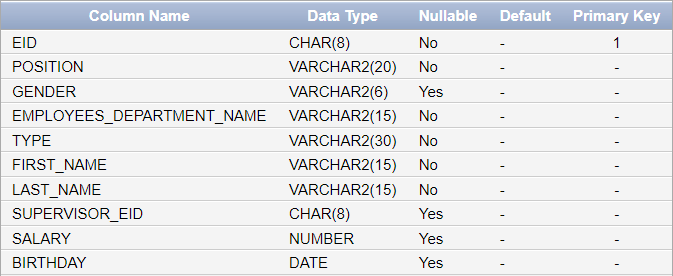 Column Name Data Type Nullable Default Primary Key
EID CHAR(8) No - 1
POSITION VARCHAR2(20) No - -
GENDER VARCHAR2(6) Yes - -
EMPLOYEES_DEPARTMENT_NAME VARCHAR2(15) No - -
TYPE VARCHAR2(30) No - -
FIRST_NAME VARCHAR2(15) No - -
LAST_NAME VARCHAR2(15) No - -
SUPERVISOR_EID CHAR(8) Yes - -
SALARY NUMBER Yes - -
BIRTHDAY DATE Yes - -